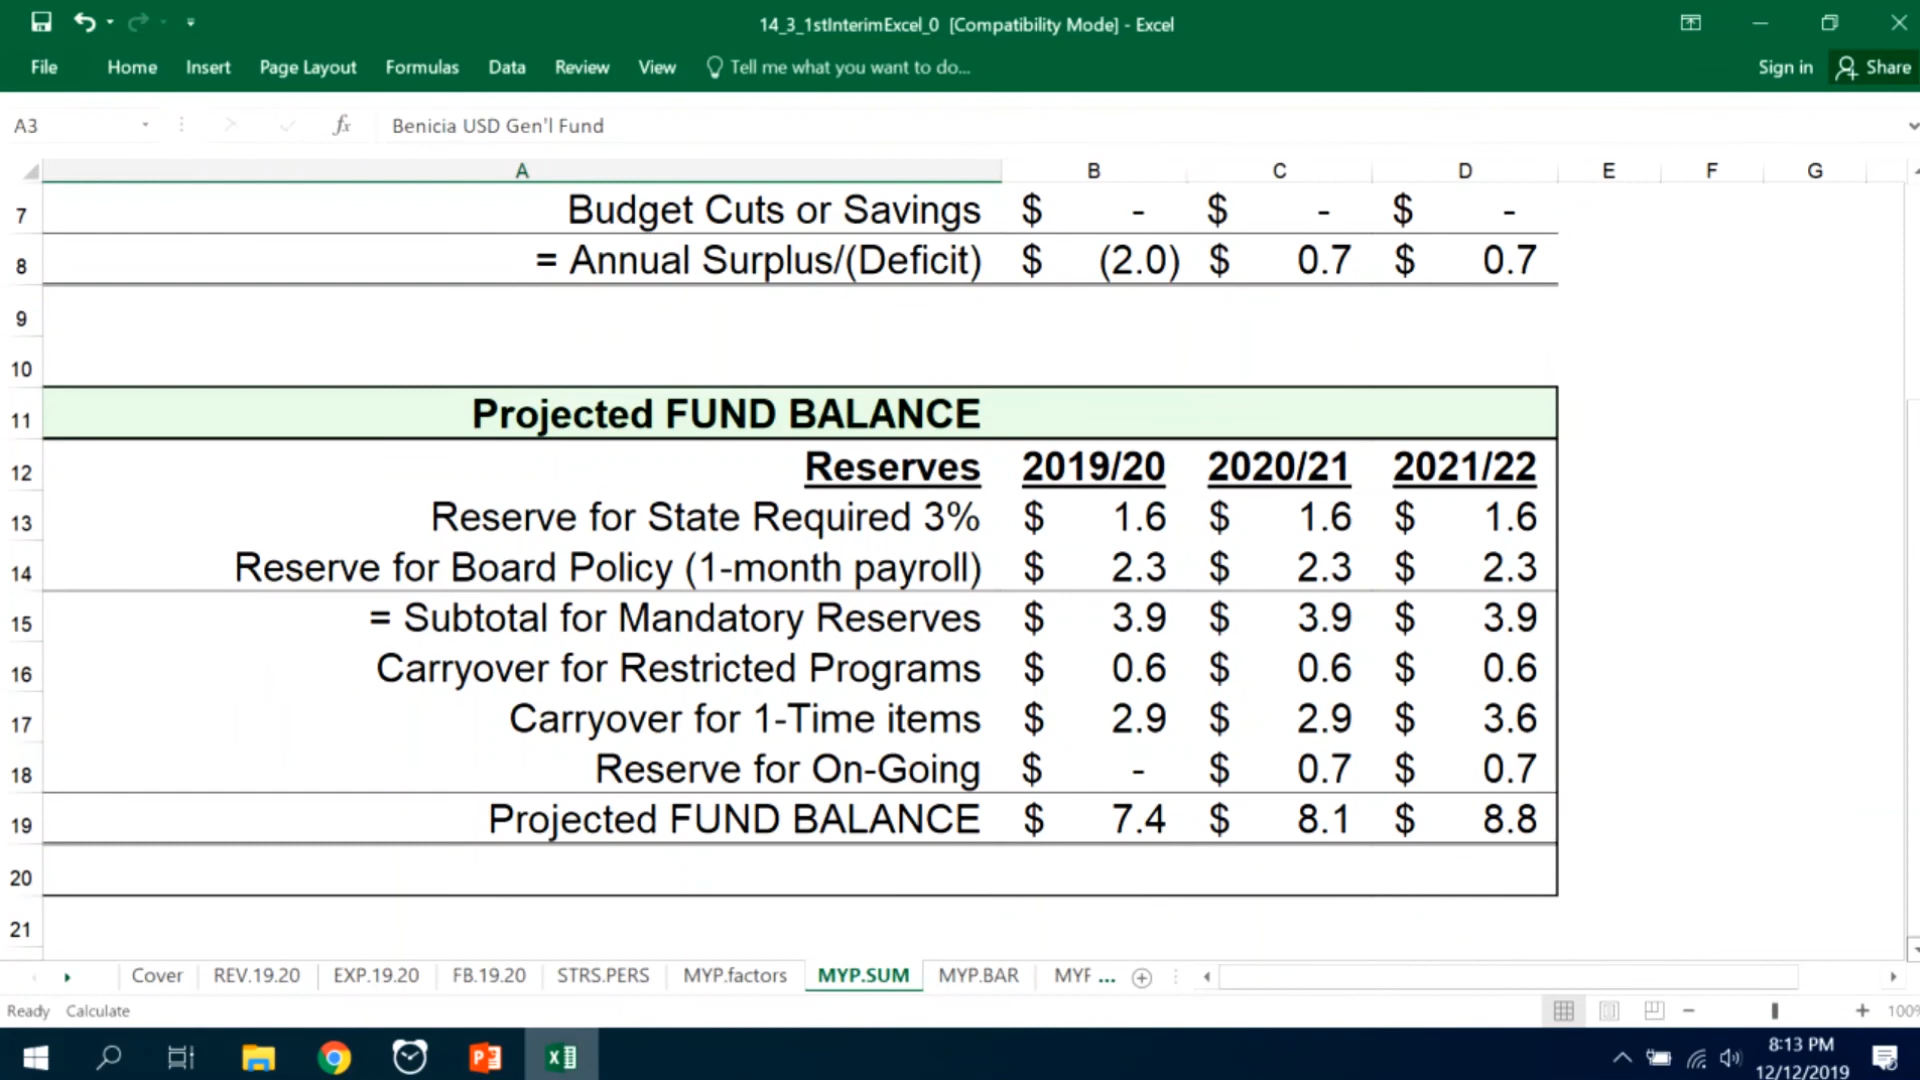 14_3_1stInterimExcel_0 [Compatibility Mode] - Excel
File Home Insert Page Layout Formulas Data Review View Tell me what you want to do... Sign in Share
A3 fx Benicia USD Gen'l Fund
A B C D E F G
7 Budget Cuts or Savings $ - $ - $ -
8 = Annual Surplus/(Deficit) $ (2.0) $ 0.7 $ 0.7
9
10
11 Projected FUND BALANCE
12 Reserves 2019/20 2020/21 2021/22
13 Reserve for State Required 3% $ 1.6 $ 1.6 $ 1.6
14 Reserve for Board Policy (1-month payroll) $ 2.3 $ 2.3 $ 2.3
15 = Subtotal for Mandatory Reserves $ 3.9 $ 3.9 $ 3.9
16 Carryover for Restricted Programs $ 0.6 $ 0.6 $ 0.6
17 Carryover for 1-Time items $ 2.9 $ 2.9 $ 3.6
18 Reserve for On-Going $ - $ 0.7 $ 0.7
19 Projected FUND BALANCE $ 7.4 $ 8.1 $ 8.8
20
21
Cover REV.19.20 EXP.19.20 FB.19.20 STRS.PERS MYP.factors MYP.SUM MYP.BAR MYF ...
Ready Calculate 100%
8:13 PM
12/12/2019